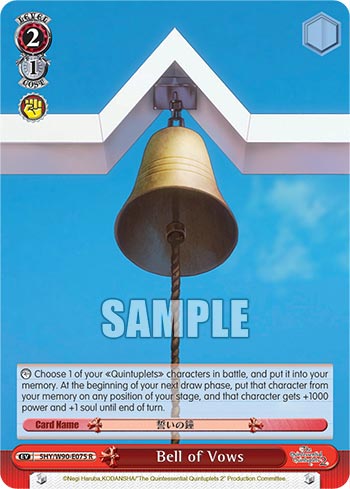 LEVEL
2
1
COST
SAMPLE
Choose 1 of your «Quintuplets» characters in battle, and put it into your
memory. At the beginning of your next draw phase, put that character from
your memory on any position of your stage, and that character gets +1000
power and +1 soul until end of turn.
Card Name 誓いの鐘
EV 5HY/W90-E075 R Bell of Vows
©Negi Haruba,KODANSHA/"The Quintessential Quintuplets 2" Production Committee.